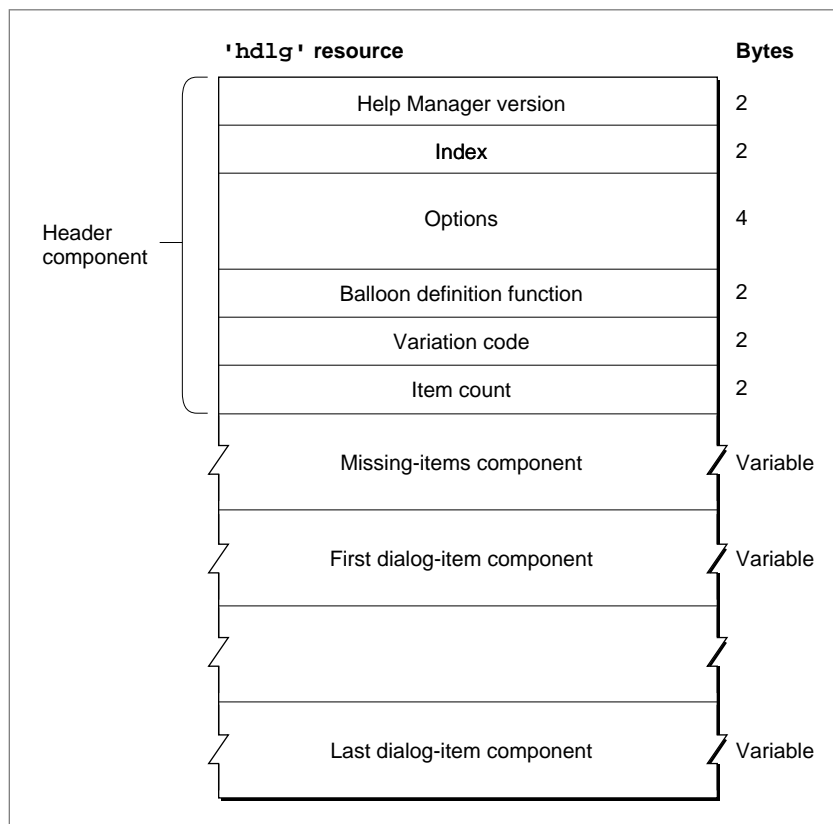 'hdlg' resource Bytes
Help Manager version 2
Index 2
Options 4
Header
component
Balloon definition function 2
Variation code 2
Item count 2
Missing-items component Variable
First dialog-item component Variable
Last dialog-item component Variable